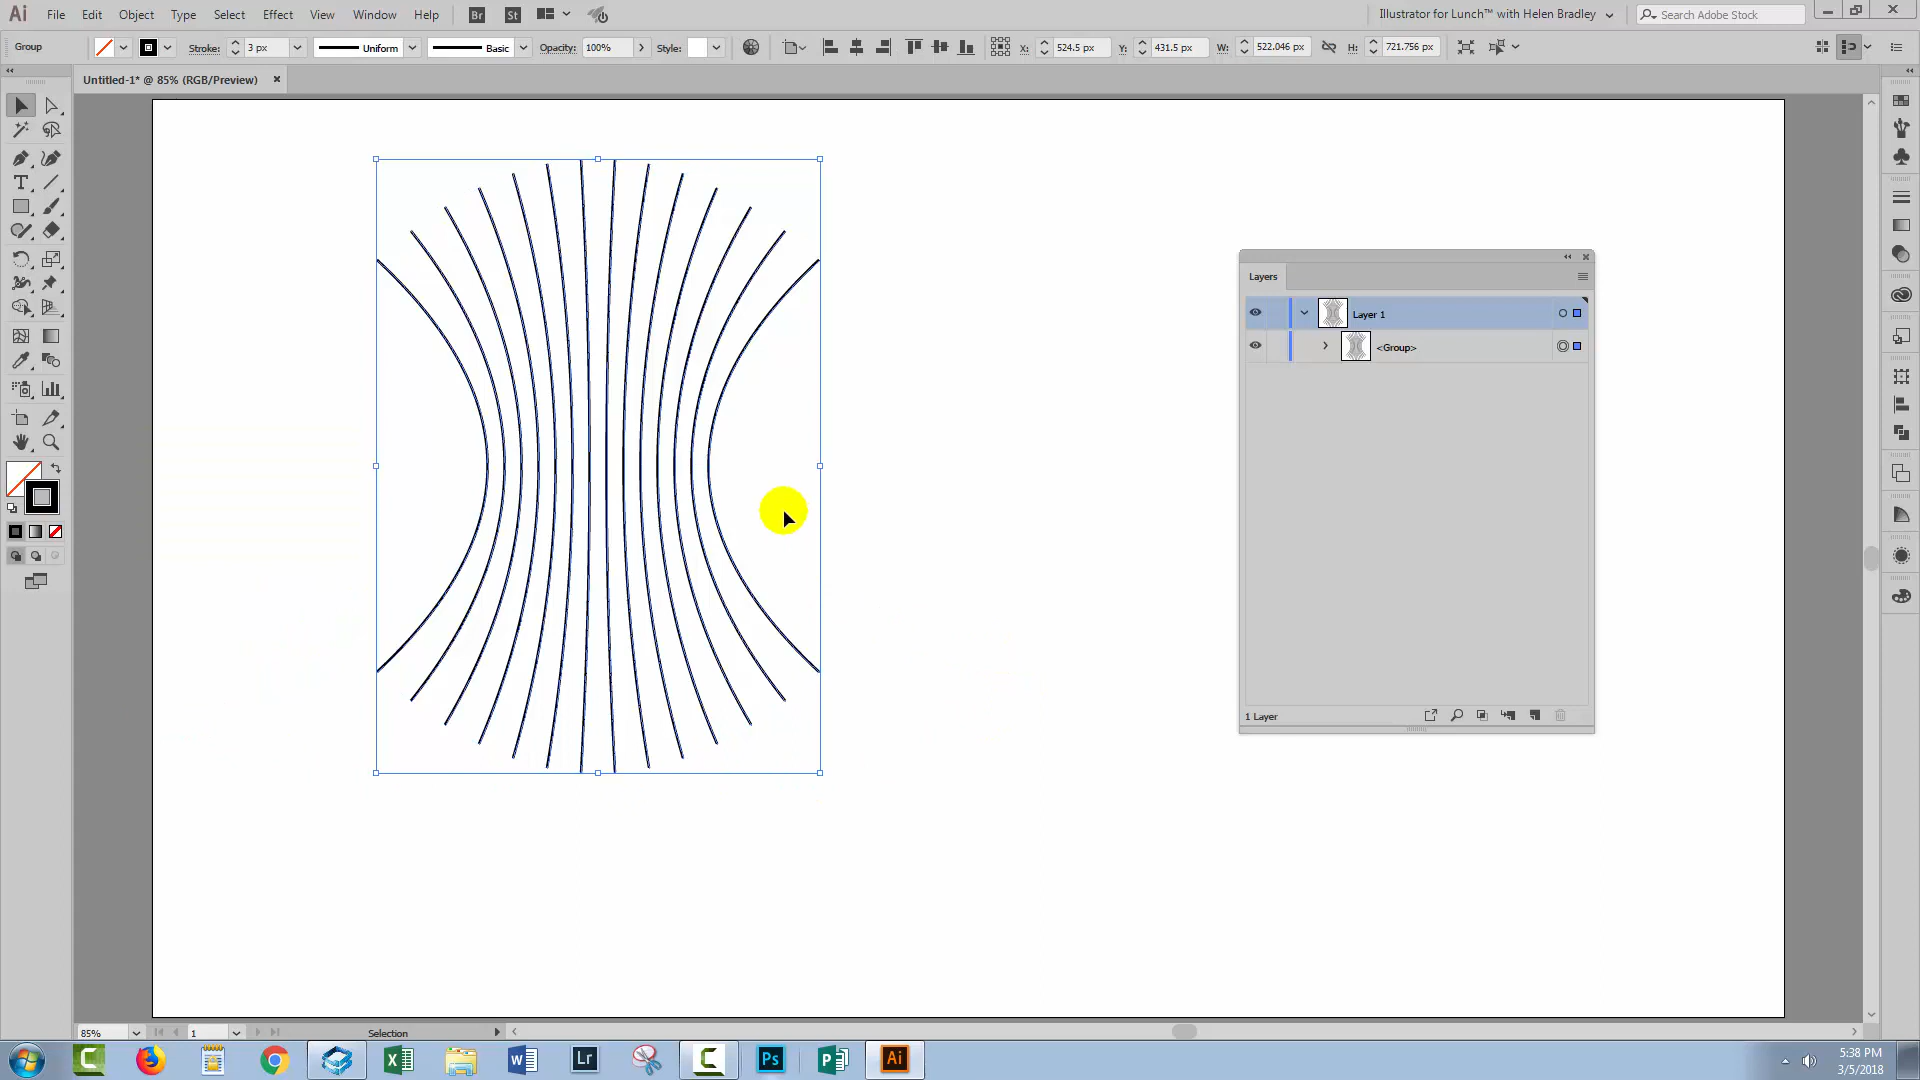 Ai File Edit Object Type Select Effect View Window Help Br St Illustrator for Lunch™ with Helen Bradley Search Adobe Stock
Group Stroke: 3 px Uniform Basic Opacity: 100% Style: X: 524.5 px Y: 431.5 px W: 522.046 px H: 721.756 px
Untitled-1* @ 85% (RGB/Preview)
Layers
Layer 1
<Group>
1 Layer
85% 1 Selection
Lr Ps Ai
5:38 PM
3/5/2018